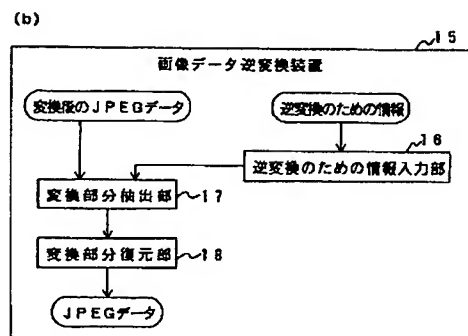 (b)
15
画像データ逆変換装置
変換後のJPEGデータ
逆変換のための情報
16
逆変換のための情報入力部
変換部分抽出部
17
変換部分復元部
18
JPEGデータ